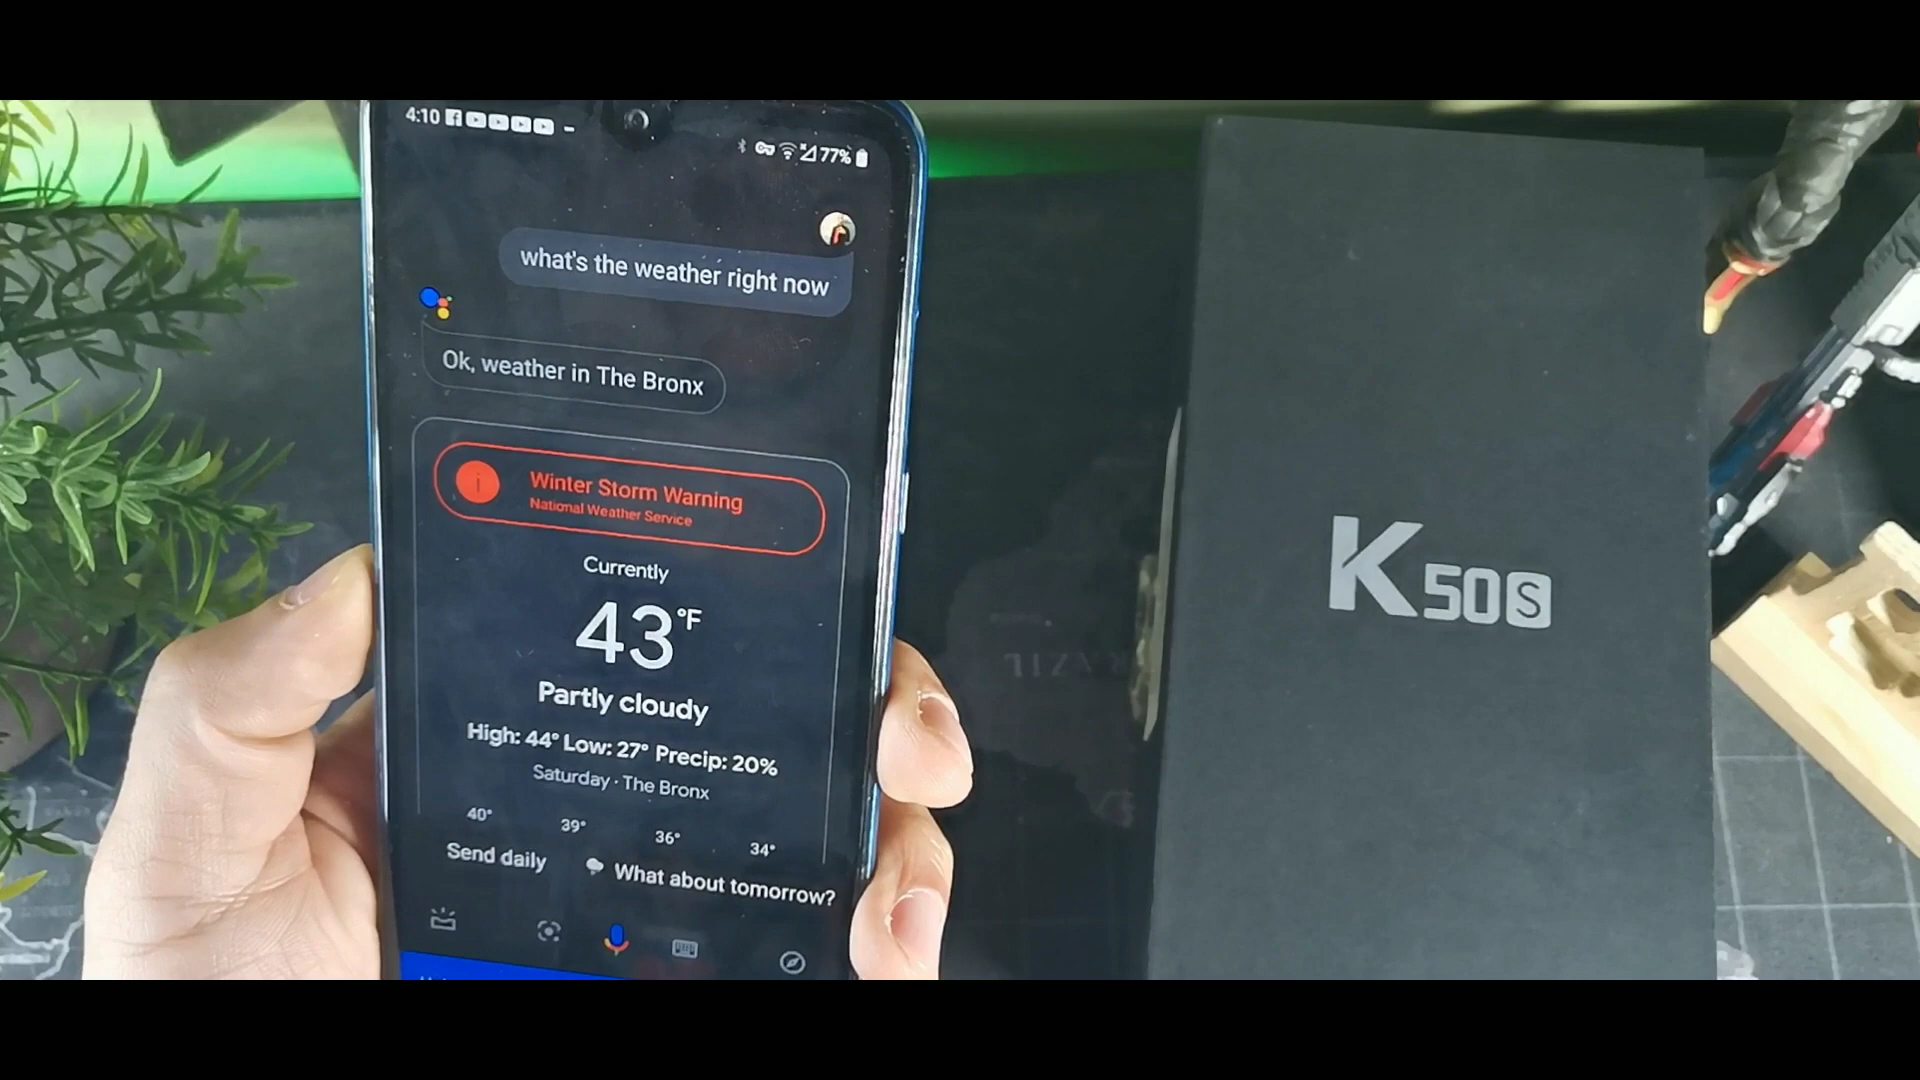 4:10
77%
what's the weather right now
Ok, weather in The Bronx
Winter Storm Warning
National Weather Service
Currently
43°F
Partly cloudy
High: 44° Low: 27° Precip: 20%
Saturday · The Bronx
40° 39° 36° 34°
Send daily
What about tomorrow?
K50S